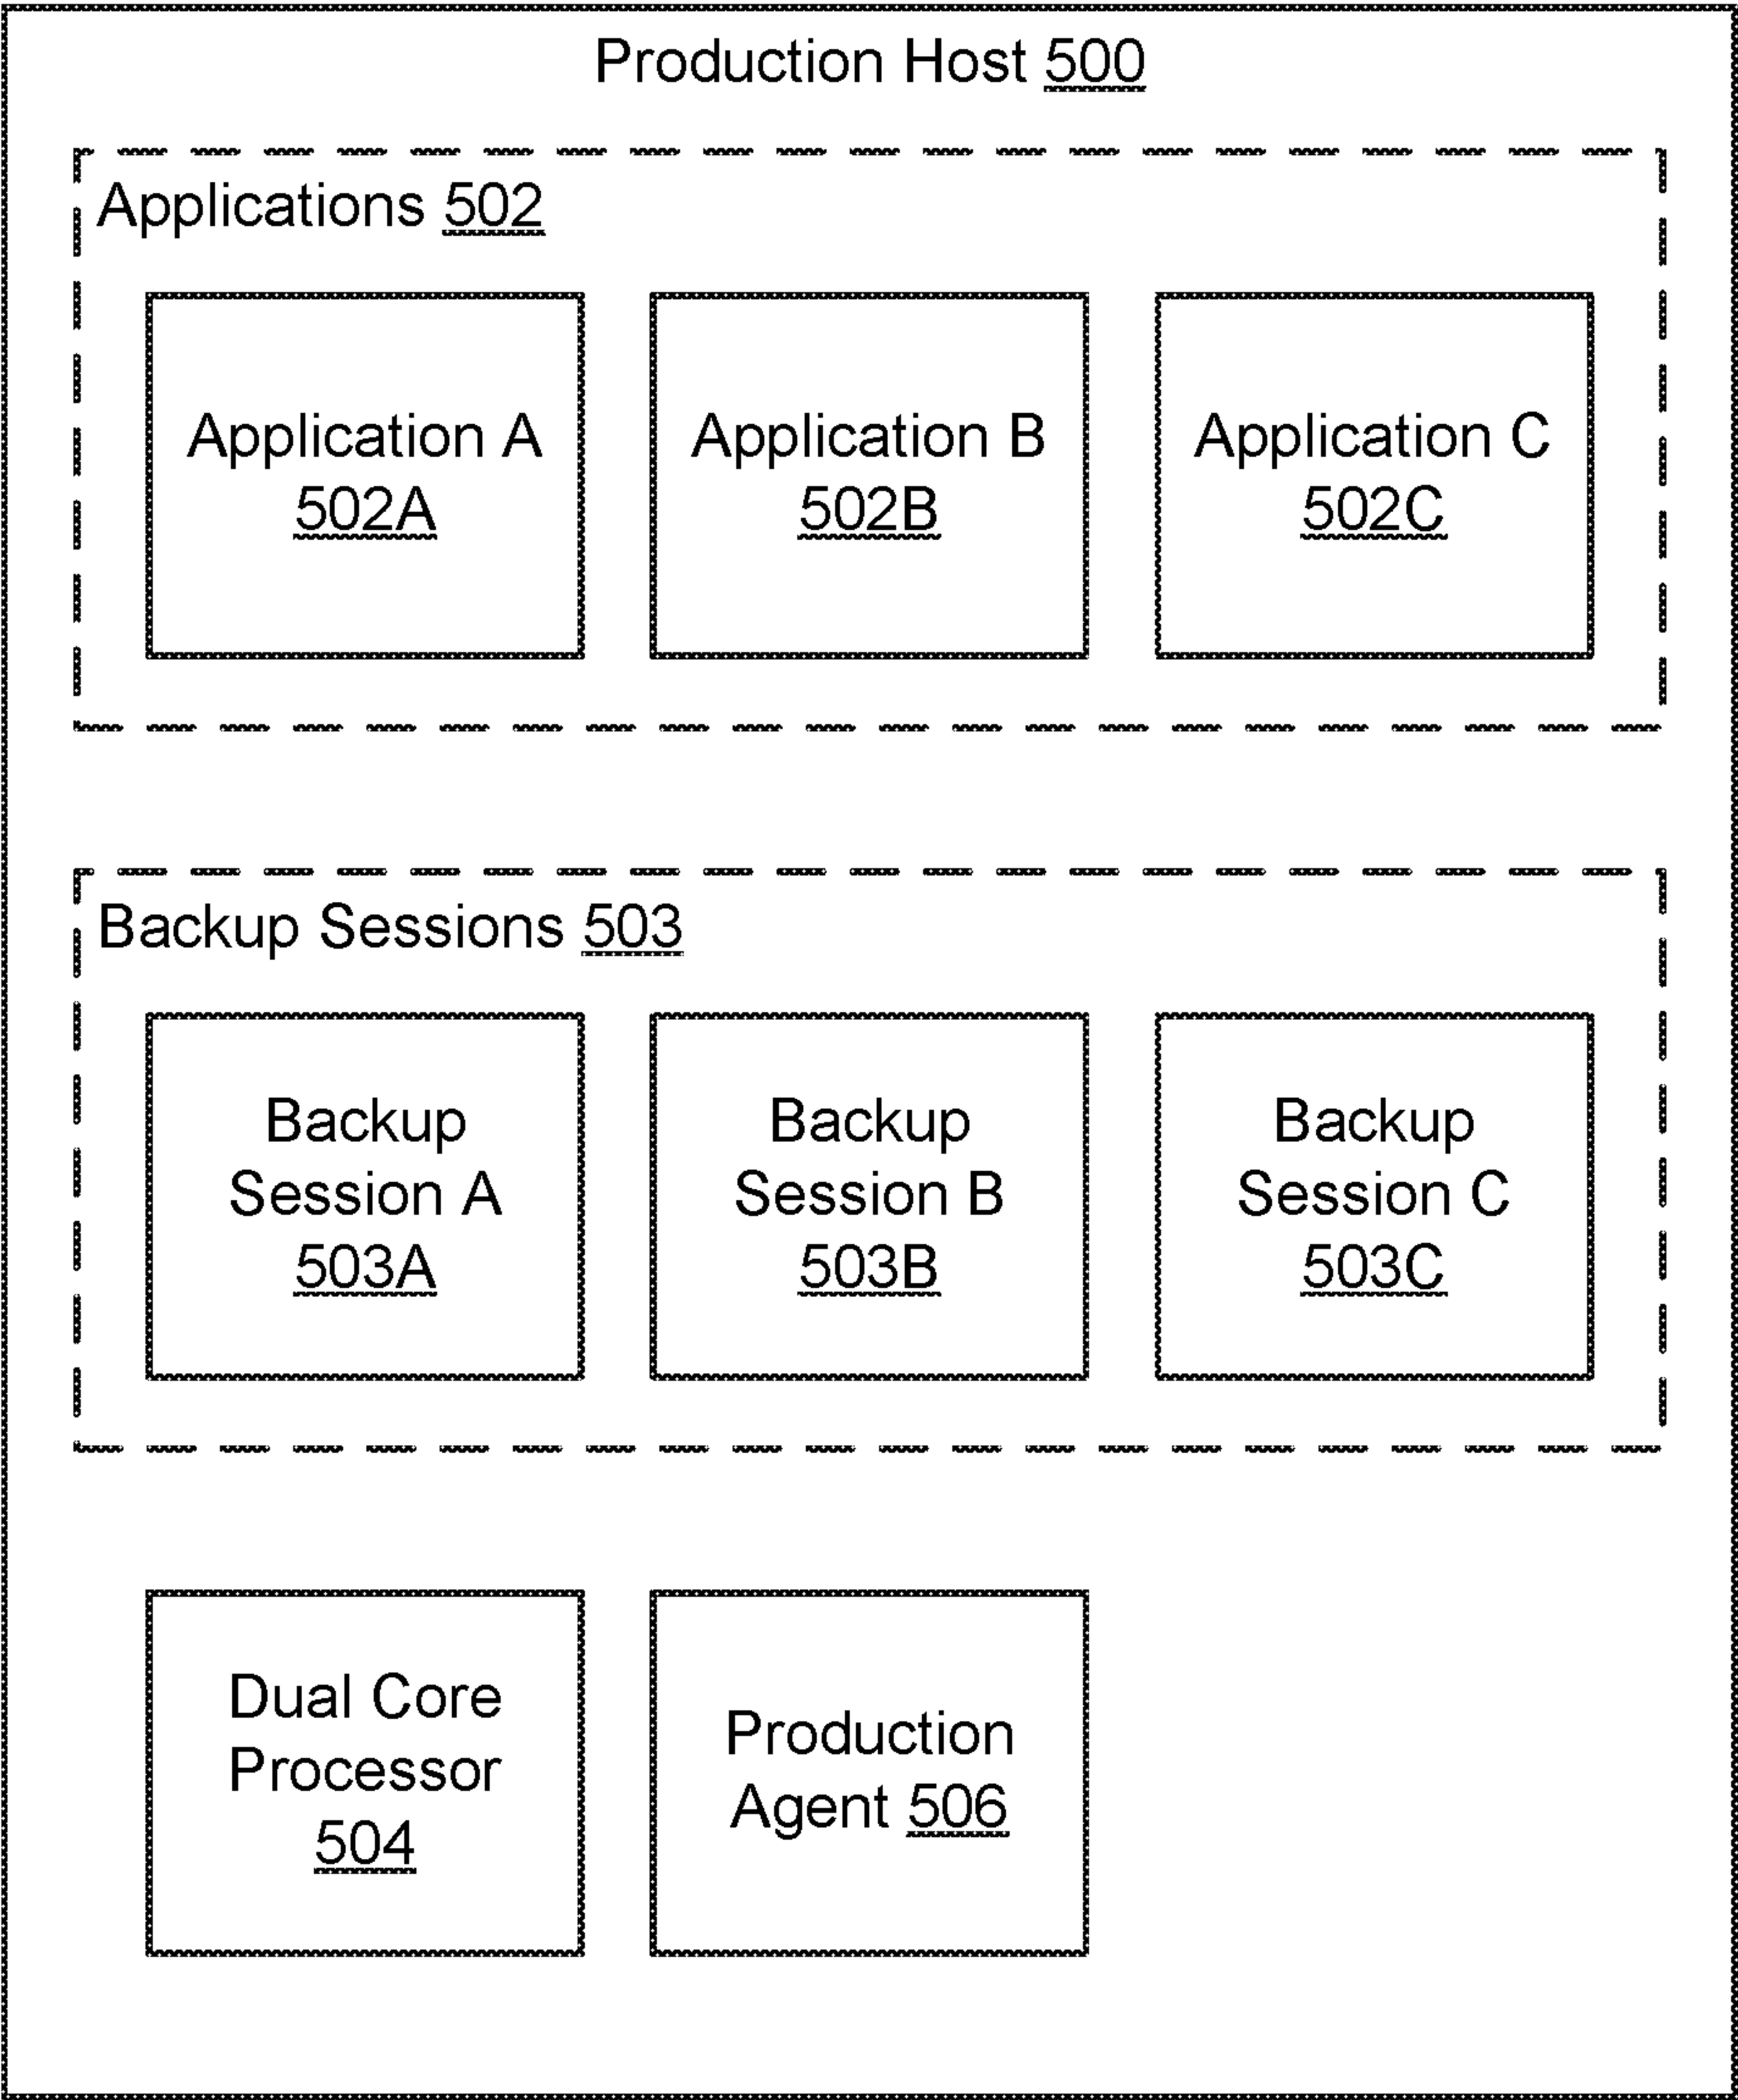 Production Host 500
Applications 502
Application A
502A
Application B
502B
Application C
502C
Backup Sessions 503
Backup
Session A
503A
Backup
Session B
503B
Backup
Session C
503C
Dual Core
Processor
504
Production
Agent 506